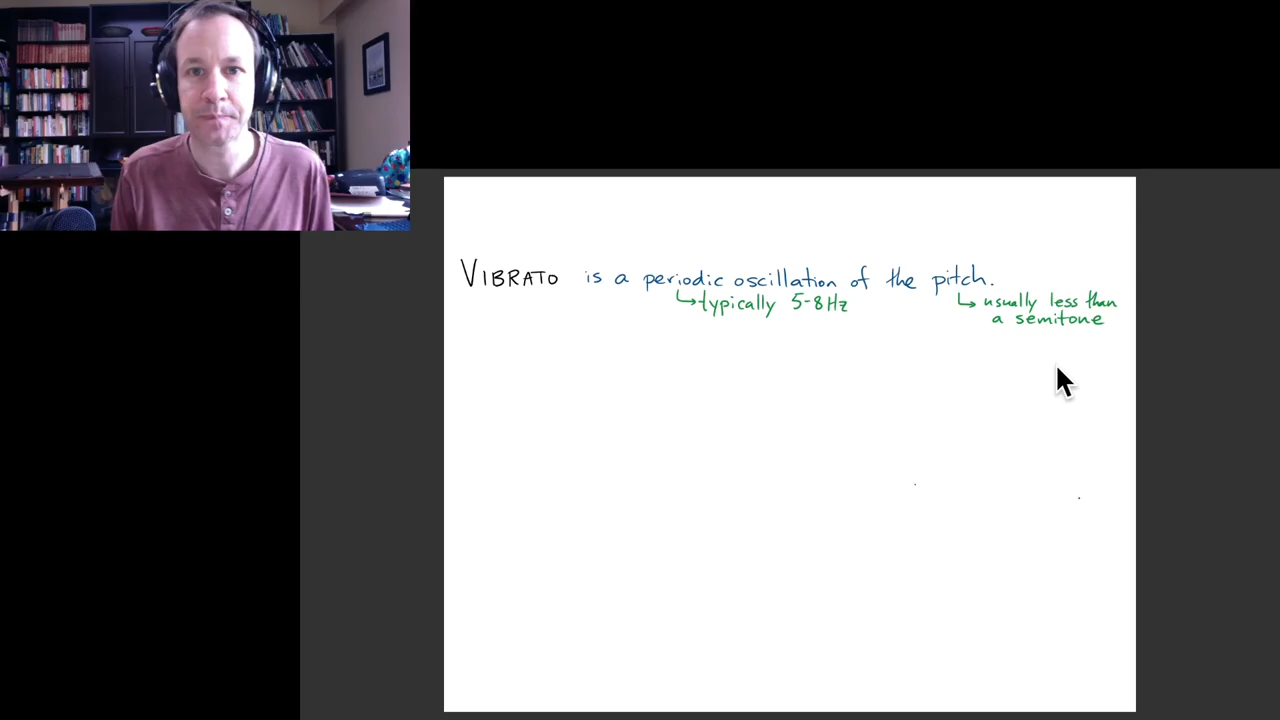 VIBRATO is a periodic oscillation of the pitch.
typically 5-8Hz
usually less than
a semitone